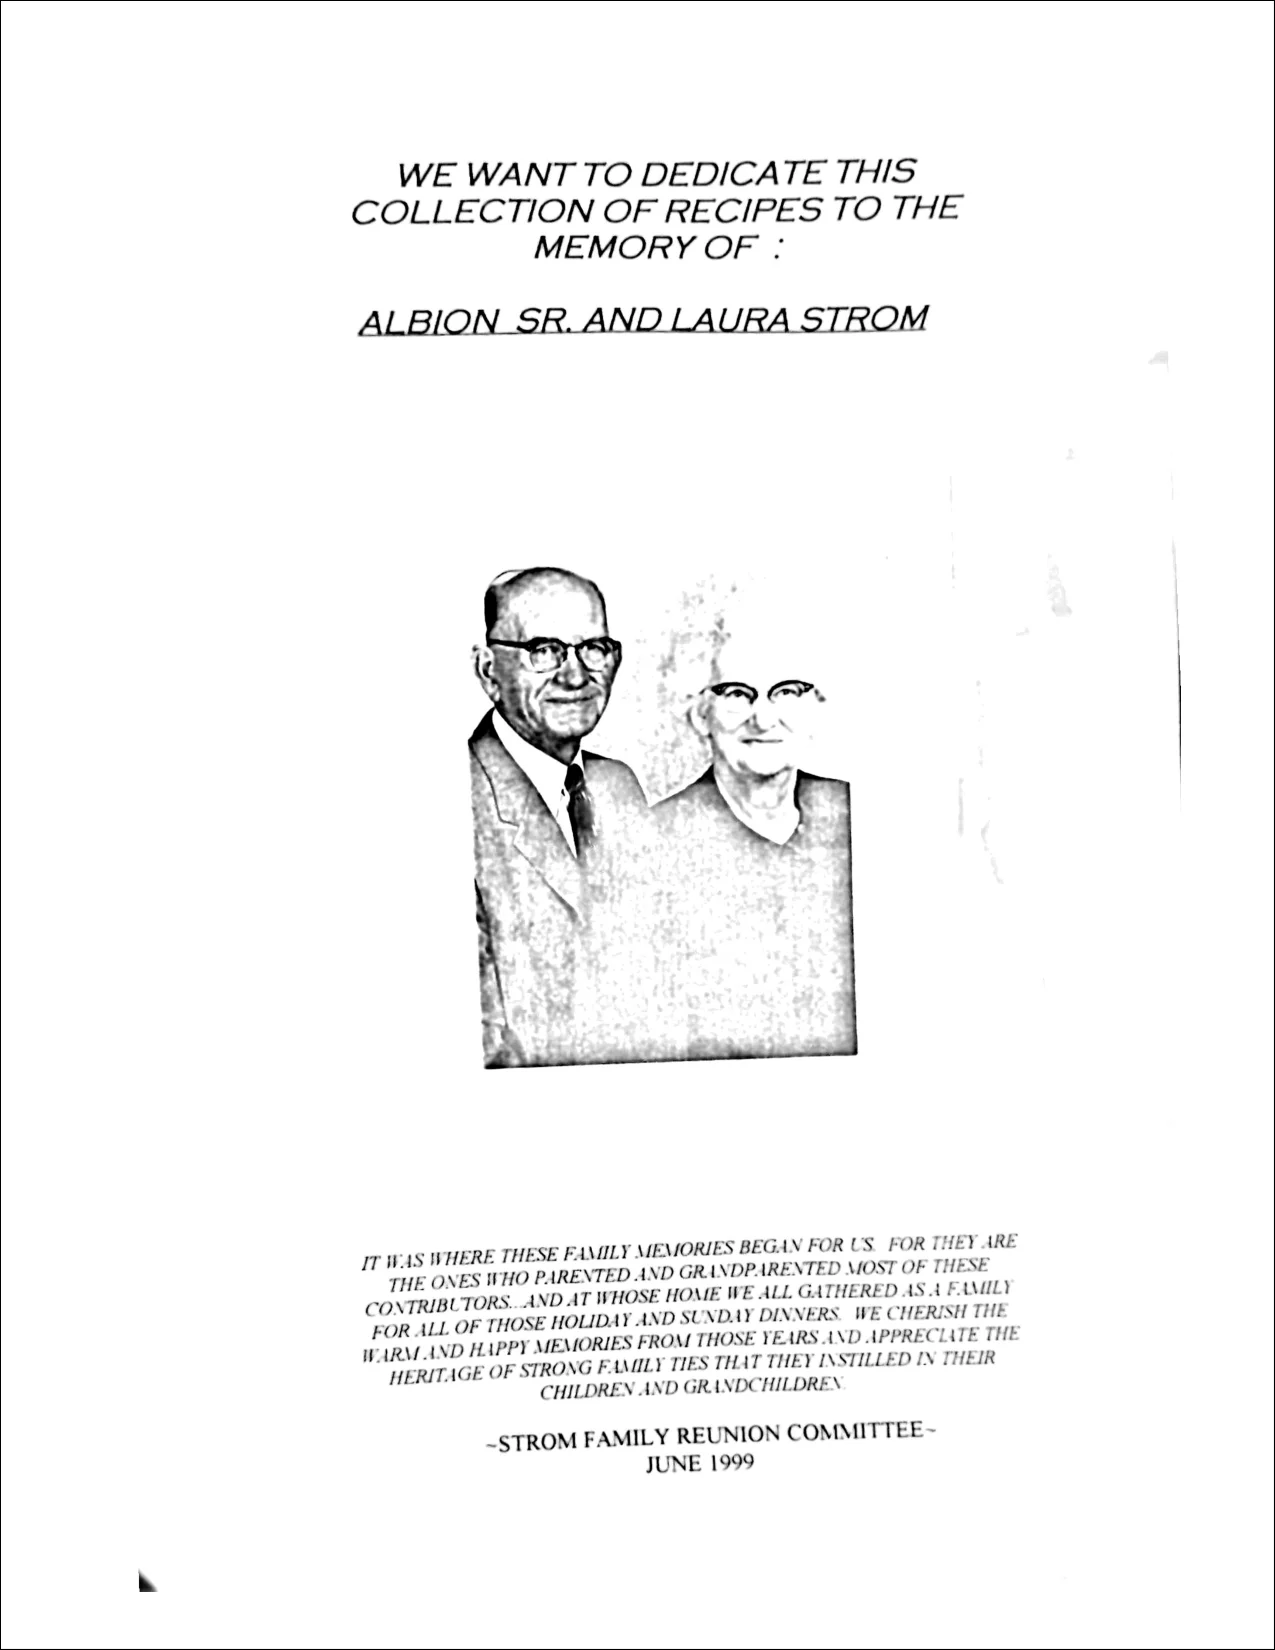 WE WANT TO DEDICATE THIS
COLLECTION OF RECIPES TO THE
MEMORY OF :
ALBION SR. AND LAURA STROM
IT WAS WHERE THESE FAMILY MEMORIES BEGAN FOR US. FOR THEY ARE
THE ONES WHO PARENTED AND GRANDPARENTED MOST OF THESE
CONTRIBUTORS...AND AT WHOSE HOME WE ALL GATHERED AS A FAMILY
FOR ALL OF THOSE HOLIDAY AND SUNDAY DINNERS. WE CHERISH THE
WARM AND HAPPY MEMORIES FROM THOSE YEARS AND APPRECIATE THE
HERITAGE OF STRONG FAMILY TIES THAT THEY INSTILLED IN THEIR
CHILDREN AND GRANDCHILDREN.
~STROM FAMILY REUNION COMMITTEE~
JUNE 1999